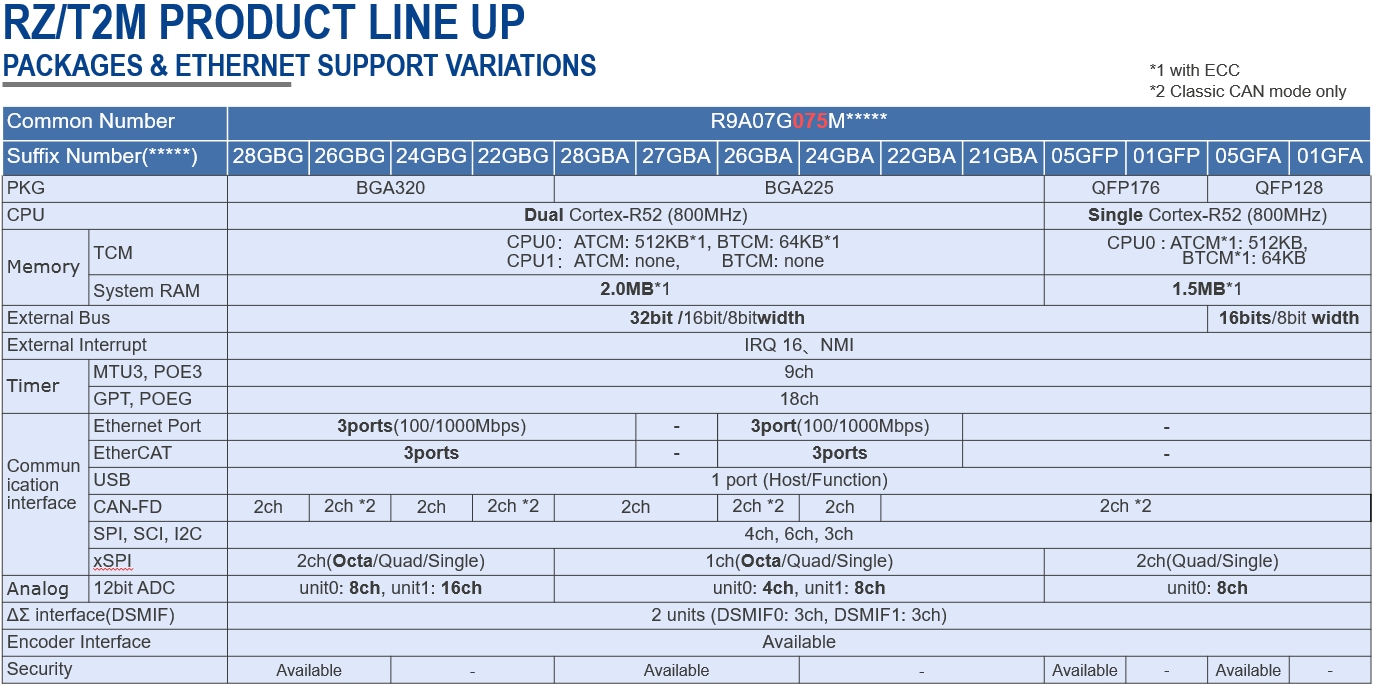 RZ/T2M PRODUCT LINE UP
PACKAGES & ETHERNET SUPPORT VARIATIONS
*1 with ECC
*2 Classic CAN mode only
Common Number R9A07G075M*****
Suffix Number(*****) 28GBG 26GBG 24GBG 22GBG 28GBA 27GBA 26GBA 24GBA 22GBA 21GBA 05GFP 01GFP 05GFA 01GFA
PKG BGA320 BGA225 QFP176 QFP128
CPU Dual Cortex-R52 (800MHz) Single Cortex-R52 (800MHz)
Memory
TCM
CPU0： ATCM: 512KB*1, BTCM: 64KB*1
CPU1： ATCM: none, BTCM: none
CPU0 : ATCM*1: 512KB,
BTCM*1: 64KB
System RAM 2.0MB*1 1.5MB*1
External Bus 32bit /16bit/8bitwidth 16bits/8bit width
External Interrupt IRQ 16、NMI
Timer
MTU3, POE3 9ch
GPT, POEG 18ch
Commun
ication
interface
Ethernet Port 3ports(100/1000Mbps) - 3port(100/1000Mbps) -
EtherCAT 3ports - 3ports -
USB 1 port (Host/Function)
CAN-FD 2ch 2ch *2 2ch 2ch *2 2ch 2ch *2 2ch 2ch *2
SPI, SCI, I2C 4ch, 6ch, 3ch
xSPI 2ch(Octa/Quad/Single) 1ch(Octa/Quad/Single) 2ch(Quad/Single)
Analog 12bit ADC unit0: 8ch, unit1: 16ch unit0: 4ch, unit1: 8ch unit0: 8ch
ΔΣ interface(DSMIF) 2 units (DSMIF0: 3ch, DSMIF1: 3ch)
Encoder Interface Available
Security Available - Available - Available - Available -